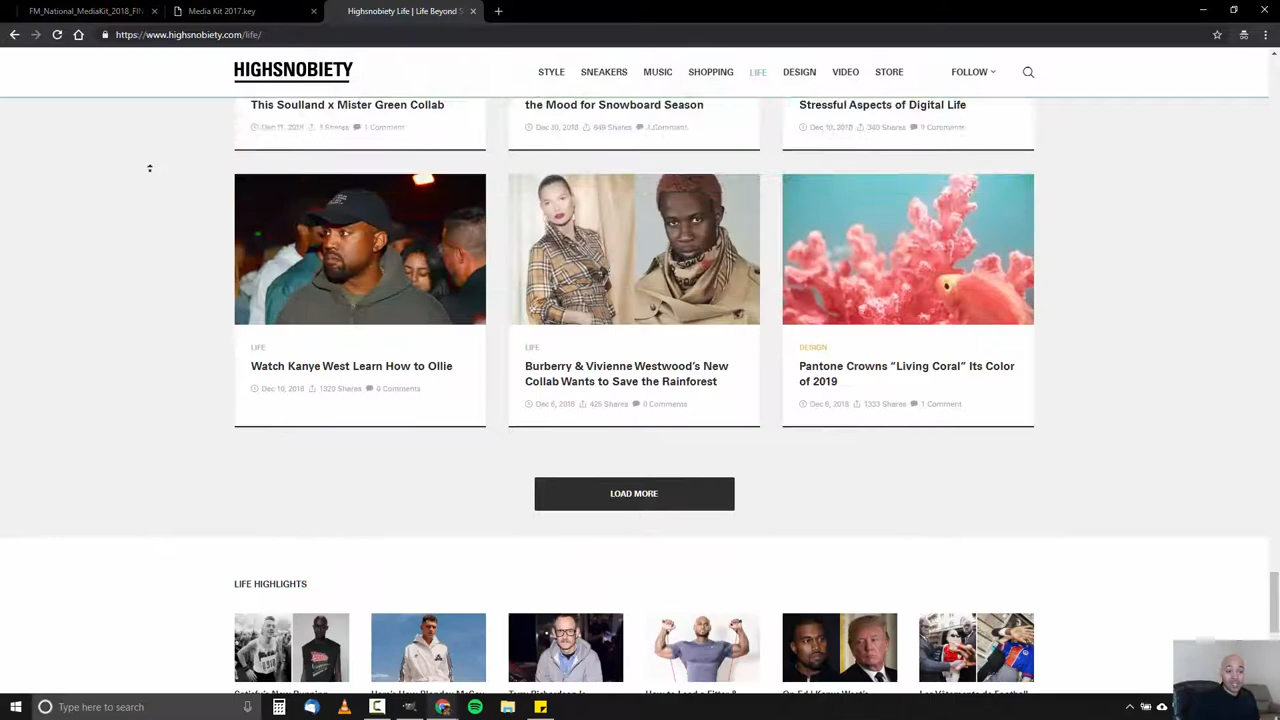 FM_National_MediaKit_2018_FIN
Media Kit 2017.key
Highsnobiety Life | Life Beyond S
https://www.highsnobiety.com/life/
HIGHSNOBIETY
STYLE SNEAKERS MUSIC SHOPPING LIFE DESIGN VIDEO STORE FOLLOW
This Soulland x Mister Green Collab
Dec 11, 2018 3 Shares 1 Comment
the Mood for Snowboard Season
Dec 10, 2018 649 Shares Comment
Stressful Aspects of Digital Life
Dec 10, 2018 340 Shares 9 Comments
LIFE
Watch Kanye West Learn How to Ollie
Dec 10, 2018 1320 Shares 0 Comments
LIFE
Burberry & Vivienne Westwood's New
Collab Wants to Save the Rainforest
Dec 6, 2018 425 Shares 0 Comments
DESIGN
Pantone Crowns "Living Coral" Its Color
of 2019
Dec 6, 2018 1333 Shares 1 Comment
LOAD MORE
LIFE HIGHLIGHTS
Type here to search